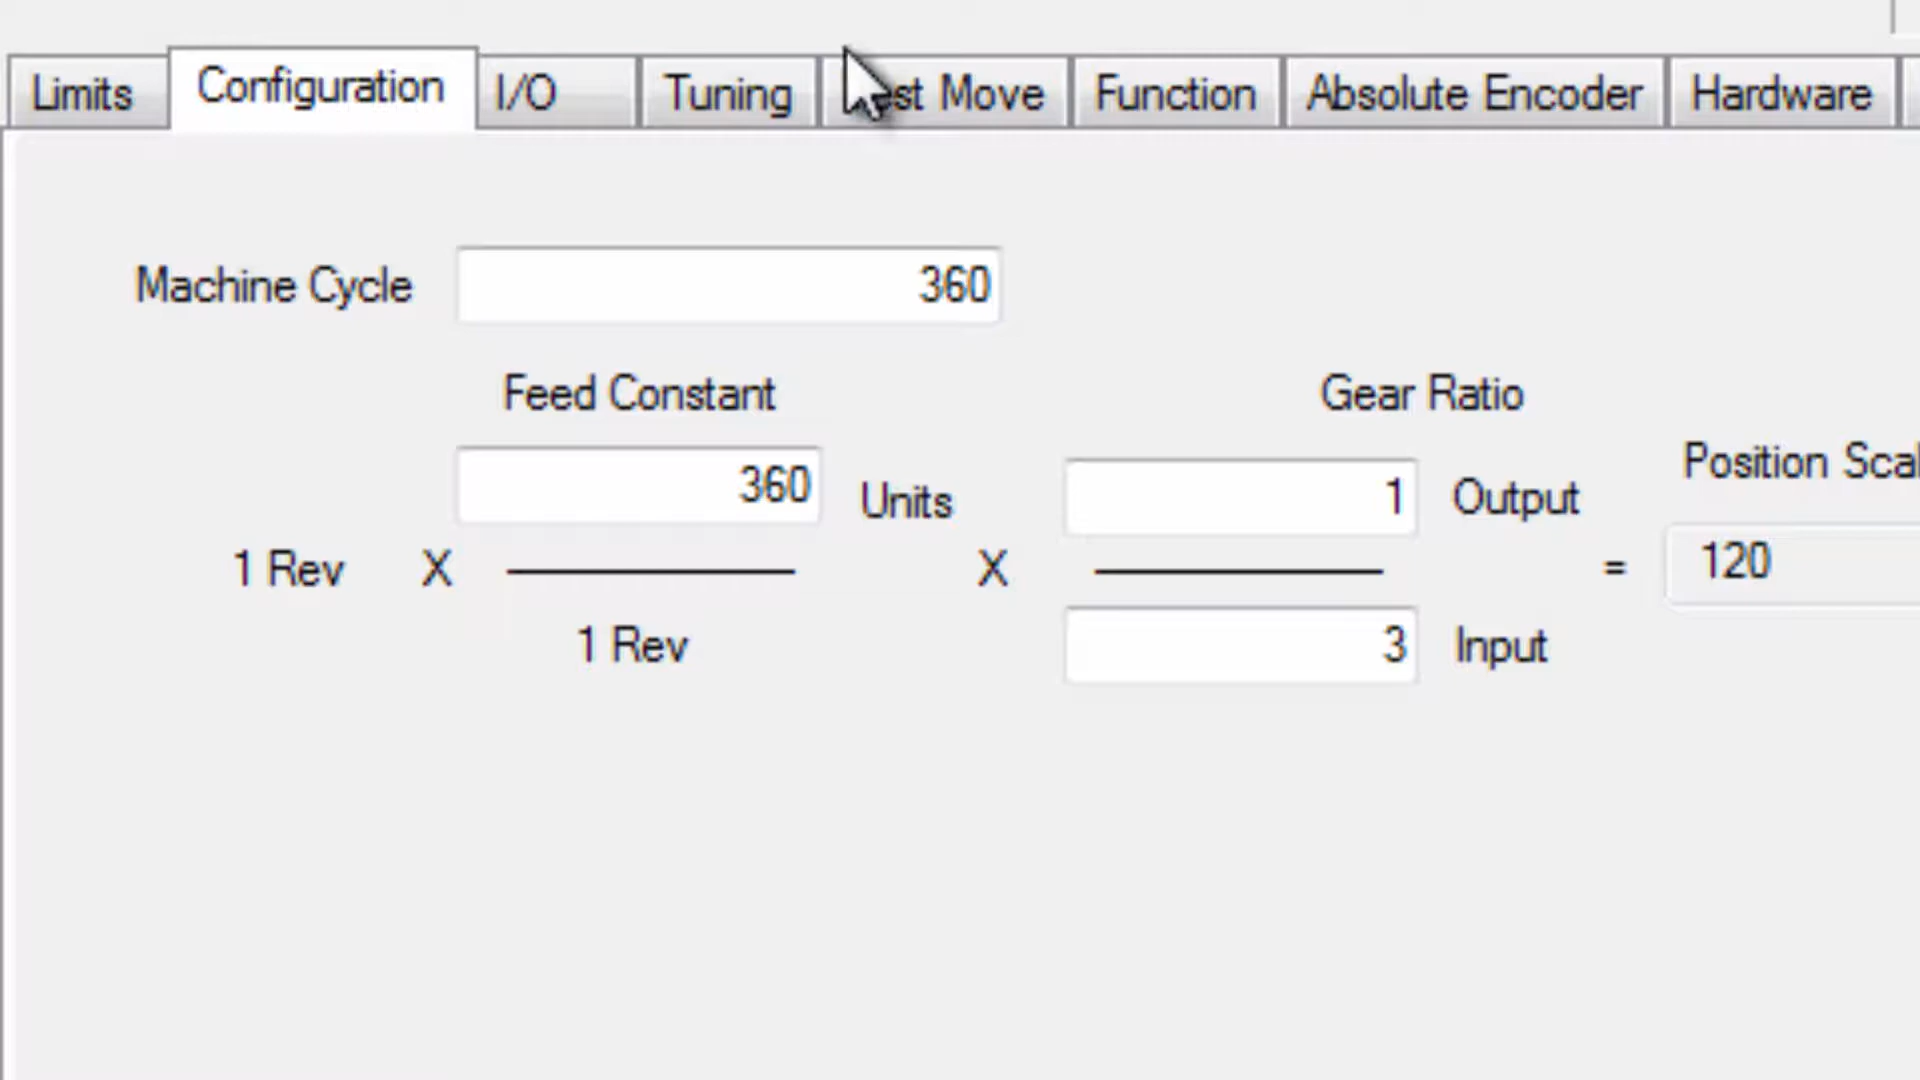 Limits Configuration I/O Tuning Move Function Absolute Encoder Hardware
Machine Cycle 360
Feed Constant Gear Ratio
Position Scal
360 Units 1 Output
1 Rev X X = 120
1 Rev 3 Input